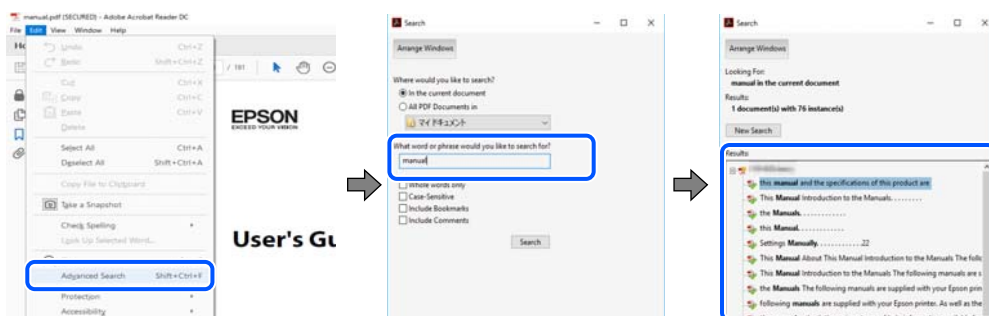 manual.pdf (SECURED) - Adobe Acrobat Reader DC
File Edit View Window Help
Undo Ctrl+Z
Redo Shift+Ctrl+Z
Cut Ctrl+X
Copy Ctrl+C
Paste Ctrl+V
Delete
Select All Ctrl+A
Deselect All Shift+Ctrl+A
Copy File to Clipboard
Take a Snapshot
Check Spelling
Look Up Selected Word...
Advanced Search Shift+Ctrl+F
Protection
Accessibility
/ 181
EPSON
EXCEED YOUR VISION
User's Gu
Search
Arrange Windows
Where would you like to search?
In the current document
All PDF Documents in
マイ ドキュメント
What word or phrase would you like to search for?
manual
Whole words only
Case-Sensitive
Include Bookmarks
Include Comments
Search
Search
Arrange Windows
Looking For:
manual in the current document
Results:
1 document(s) with 76 instance(s)
New Search
Results:
this manual and the specifications of this product are
This Manual Introduction to the Manuals. . . . . . . . .
the Manuals. . . . . . . . . . . .
this Manual. . . . . . . . . . . .
Settings Manually. . . . . . . . . . . . 22
This Manual About This Manual Introduction to the Manuals The follo
This Manual Introduction to the Manuals The following manuals are s
the Manuals The following manuals are supplied with your Epson prin
following manuals are supplied with your Epson printer. As well as the